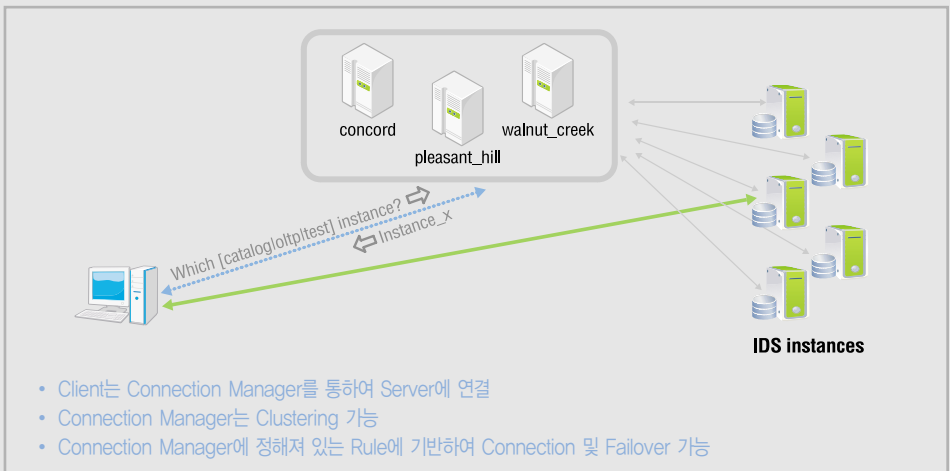 concord
walnut_creek
pleasant_hill
Which [catalog|oltp|test] instance?
Instance_x
IDS instances
• Client는 Connection Manager를 통하여 Server에 연결
• Connection Manager는 Clustering 가능
• Connection Manager에 정해져 있는 Rule에 기반하여 Connection 및 Failover 가능